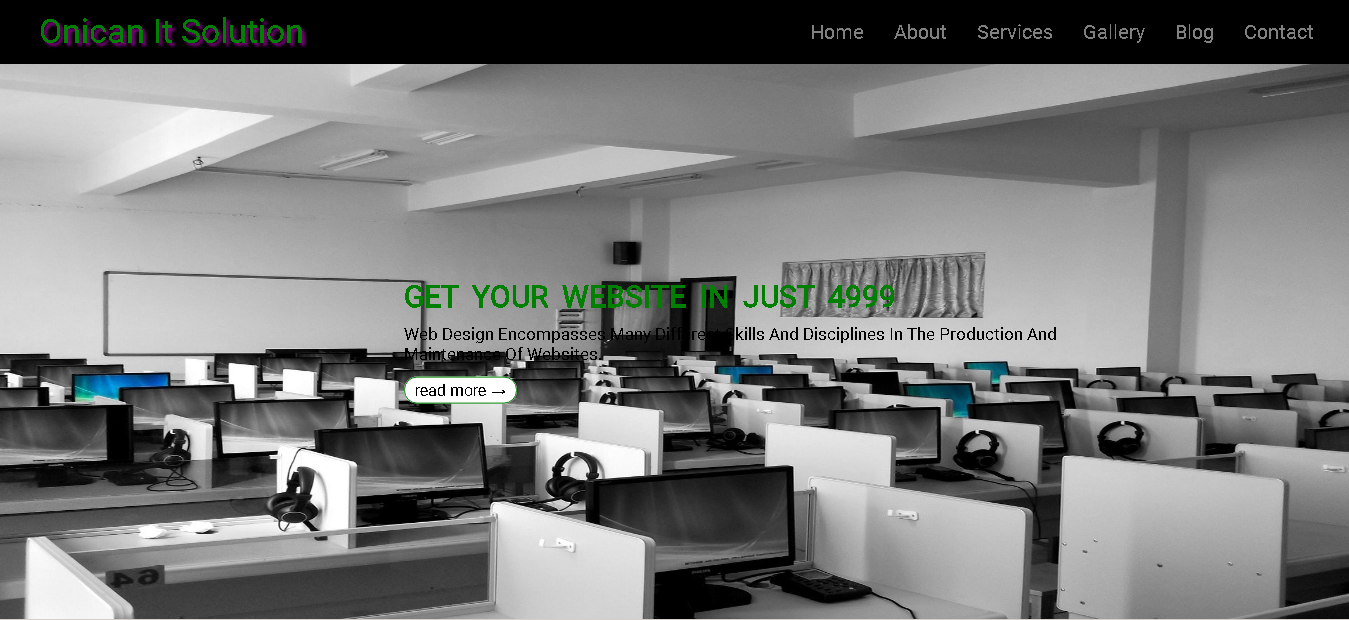 Onican It Solution
Home About Services Gallery Blog Contact
GET YOUR WEBSITE IN JUST 4999
Web Design Encompasses Many Different Skills And Disciplines In The Production And
Maintenance Of Websites.
read more →
64